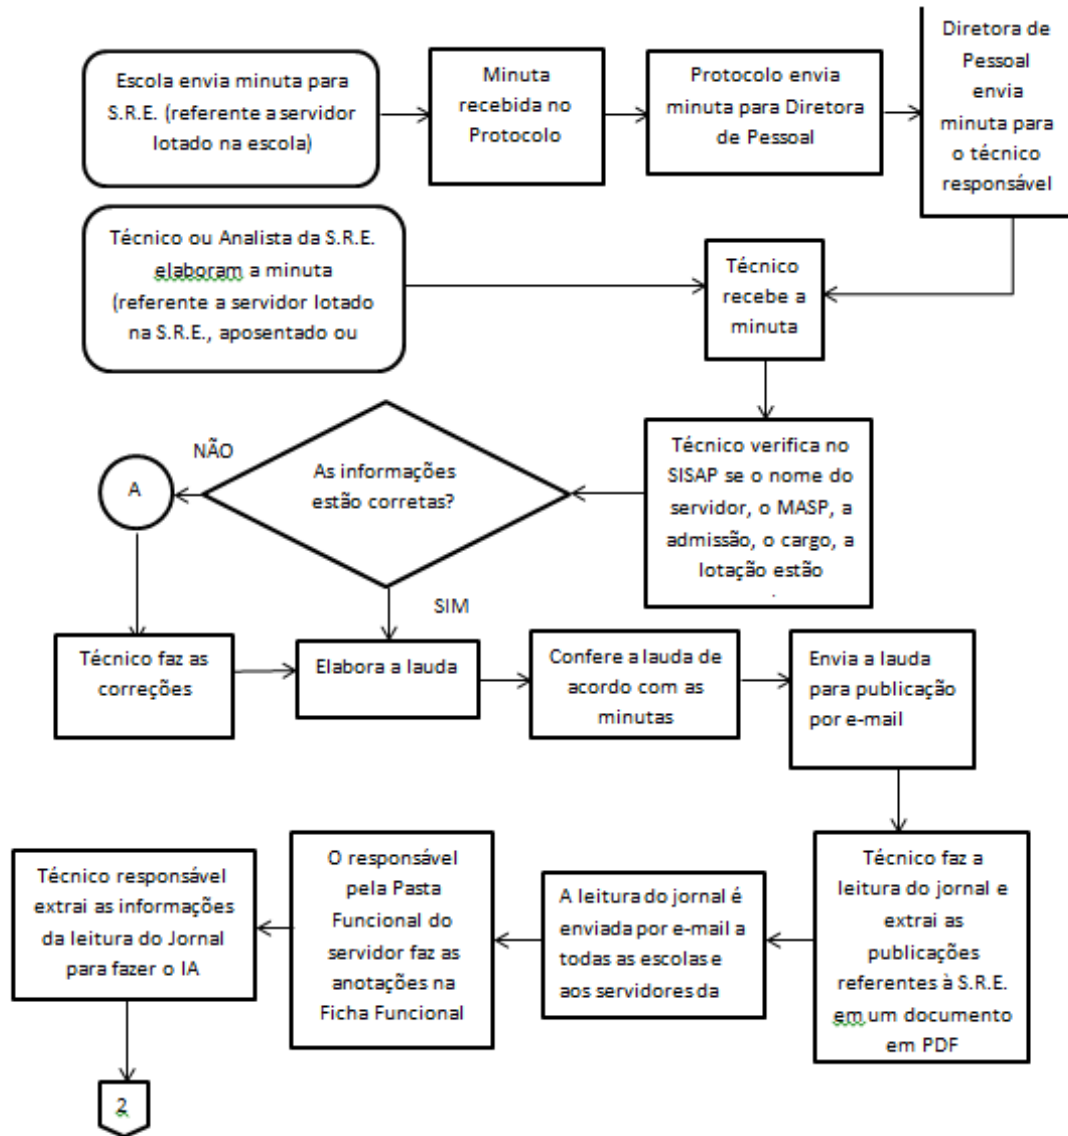 Escola envia minuta para
S.R.E. (referente a servidor
lotado na escola)
Minuta
recebida no
Protocolo
Protocolo envia
minuta para Diretora
de Pessoal
Diretora de
Pessoal
envia
minuta para
o técnico
responsável
Técnico ou Analista da S.R.E.
elaboram a minuta
(referente a servidor lotado
na S.R.E., aposentado ou
Técnico
recebe a
minuta
Técnico verifica no
SISAP se o nome do
servidor, o MASP, a
admissão, o cargo, a
lotação estão
As informações
estão corretas?
NÃO
A
SIM
Técnico faz as
correções
Elabora a lauda
Confere a lauda de
acordo com as
minutas
Envia a lauda
para publicação
por e-mail
Técnico faz a
leitura do jornal e
extrai as
publicações
referentes à S.R.E.
em um documento
em PDF
A leitura do jornal é
enviada por e-mail a
todas as escolas e
aos servidores da
O responsável
pela Pasta
Funcional do
servidor faz as
anotações na
Ficha Funcional
Técnico responsável
extrai as informações
da leitura do Jornal
para fazer o IA
2